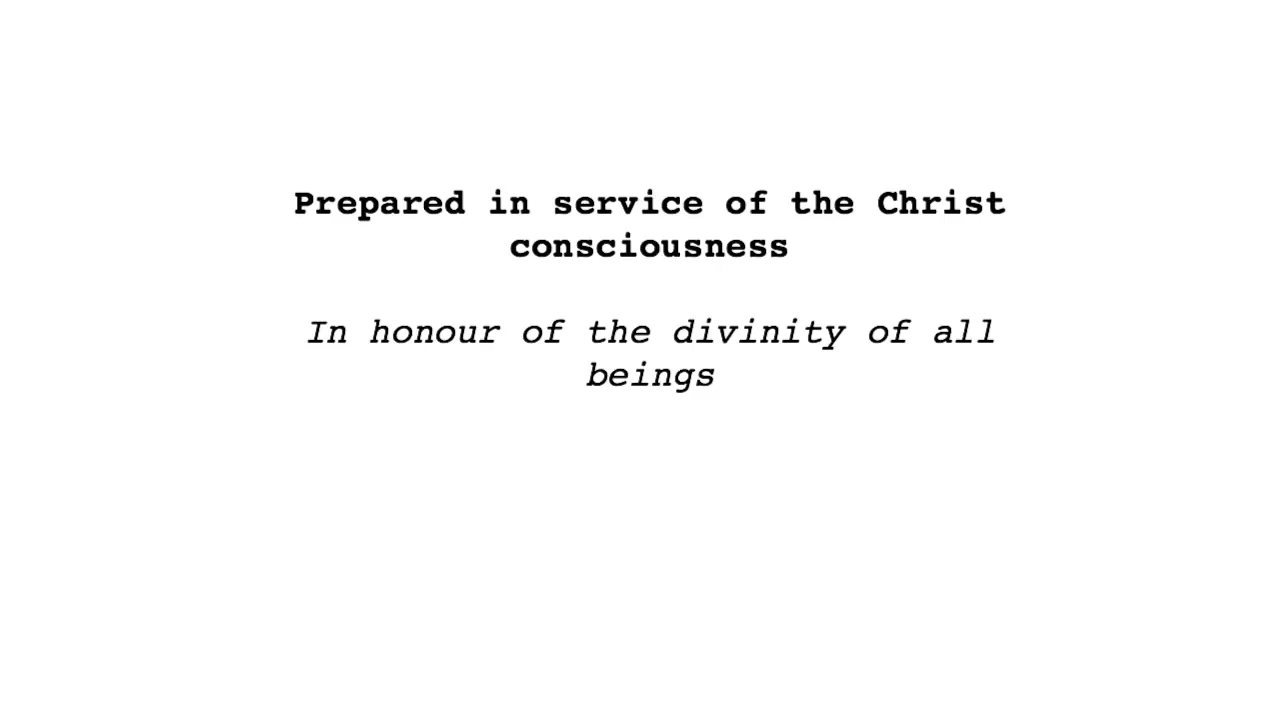 Prepared in service of the Christ
consciousness
In honour of the divinity of all
beings